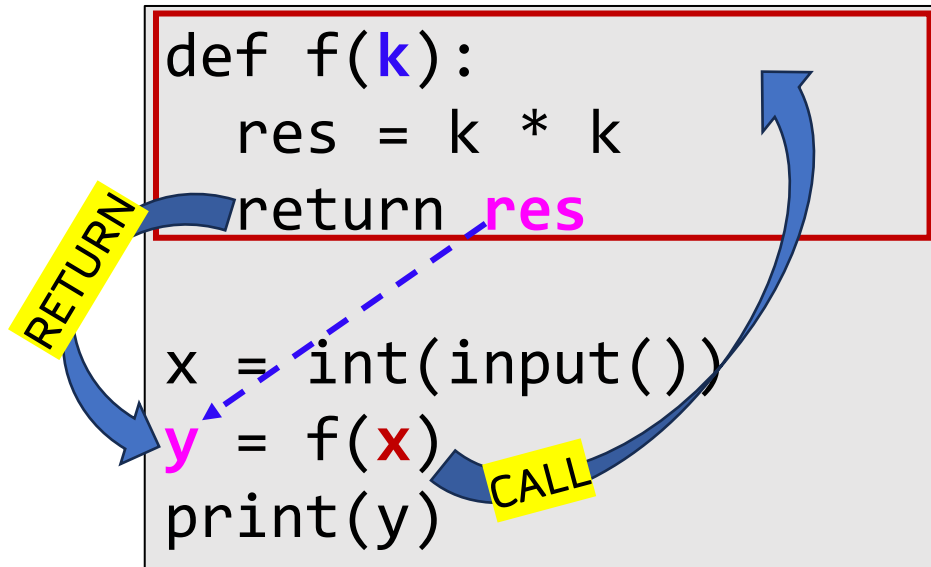 def f(k):
  res = k * k
  return res
RETURN
x = int(input())
y = f(x)
CALL
print(y)